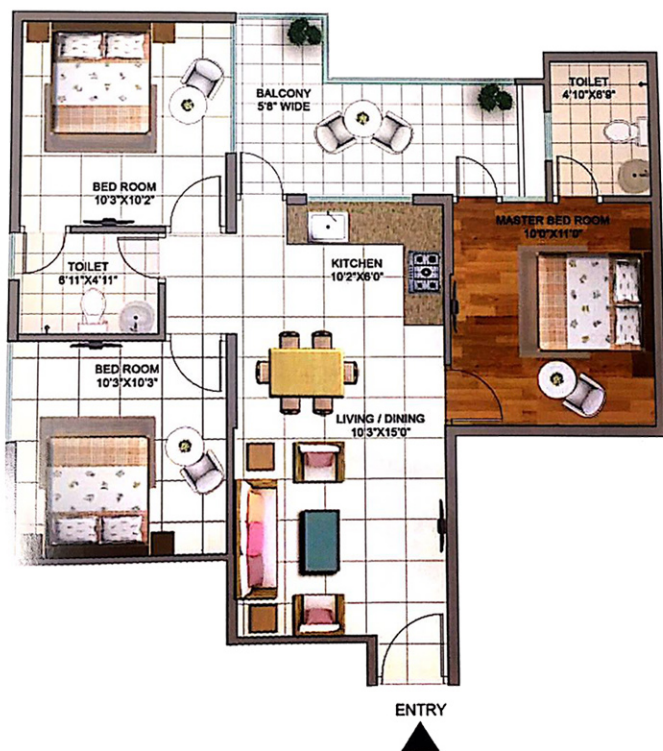 TOILET
4'10"X6'9"
BALCONY
5'8" WIDE
BED ROOM
10'3"X10'2"
MASTER BED ROOM
10'0"X11'0"
KITCHEN
10'2"X6'0"
TOILET
6'11"X4'11"
BED ROOM
10'3"X10'3"
LIVING / DINING
10'3"X15'0"
ENTRY